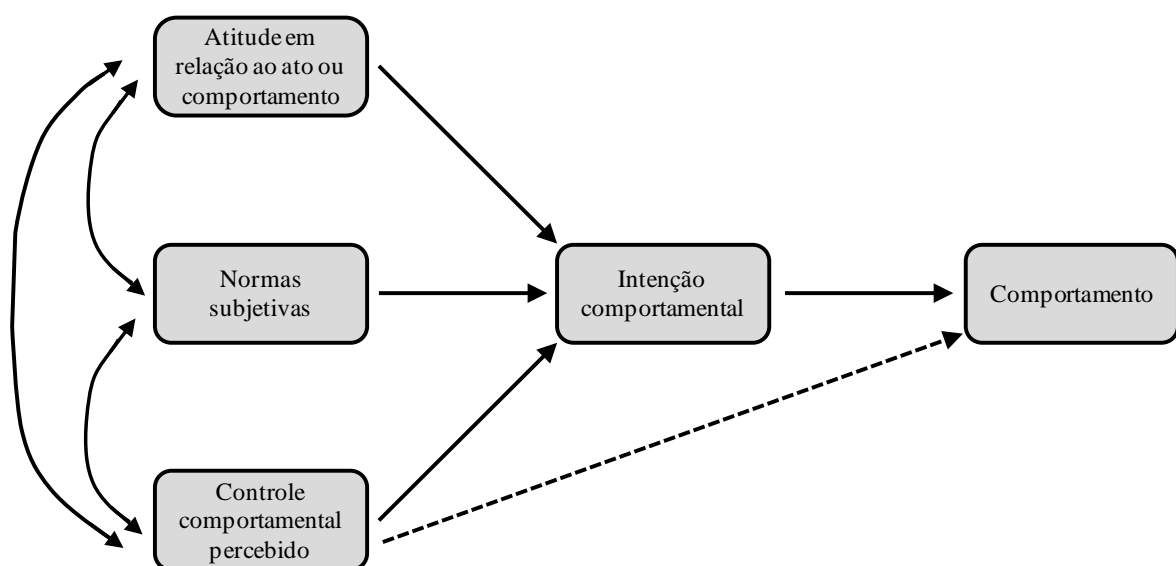 Atitude em
relação ao ato ou
comportamento
Normas
subjetivas
Intenção
comportamental
Comportamento
Controle
comportamental
percebido